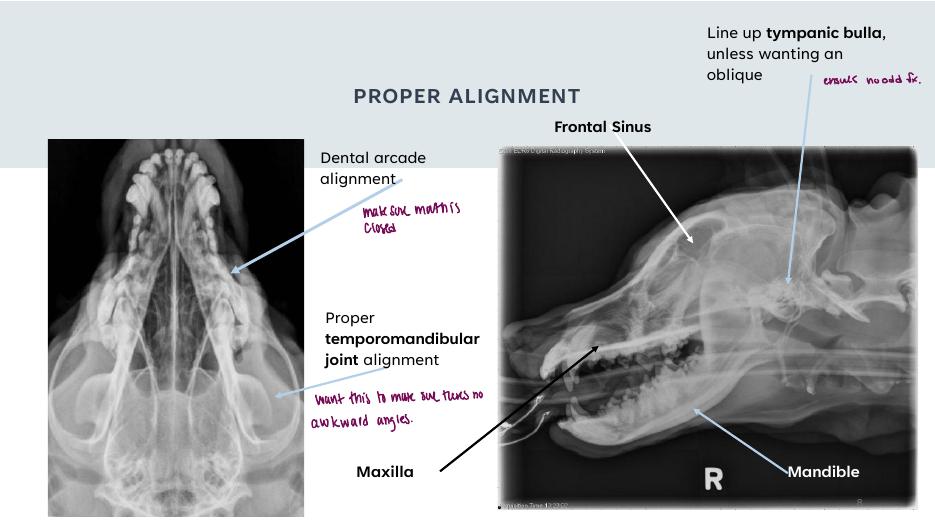 Line up tympanic bulla,
unless wanting an
oblique
ensures no odd fx.
PROPER ALIGNMENT
Frontal Sinus
Dental arcade
alignment
make sure mouth is
closed
Proper
temporomandibular
joint alignment
want this to make sure theres no
awkward angles.
Maxilla
Mandible
R